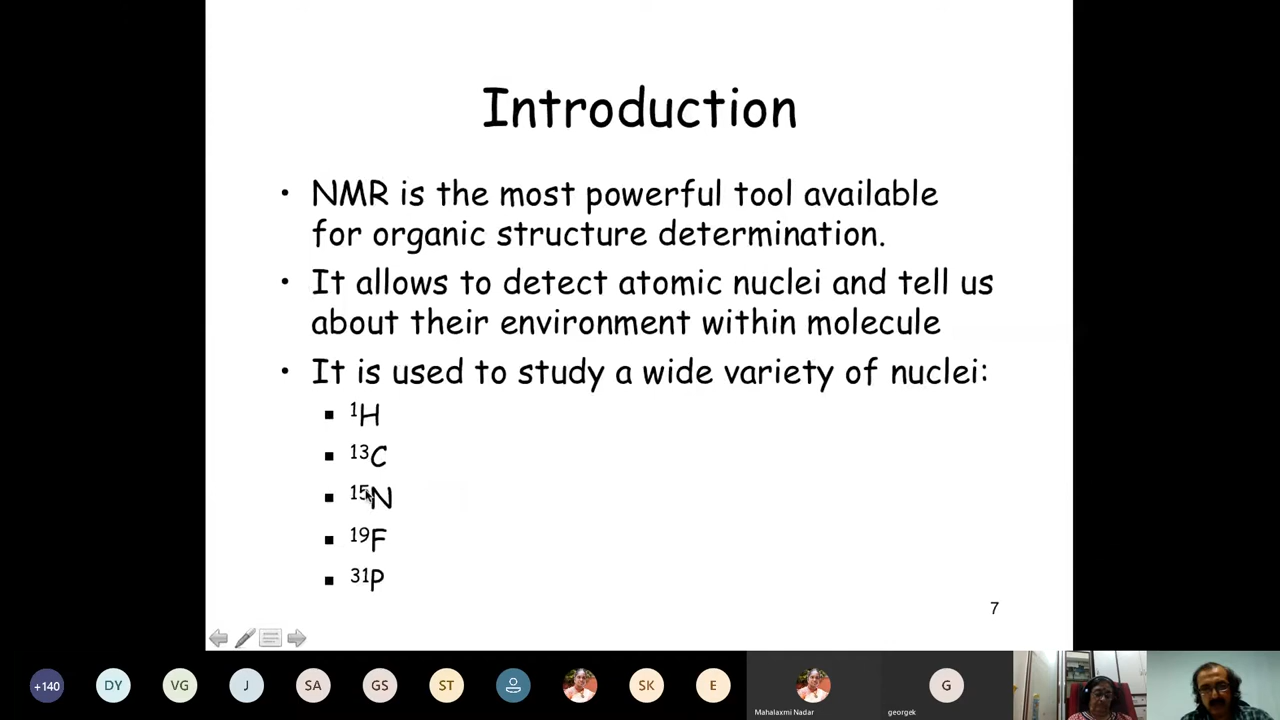 Introduction
• NMR is the most powerful tool available
for organic structure determination.
• It allows to detect atomic nuclei and tell us
about their environment within molecule
• It is used to study a wide variety of nuclei:
▪ ¹H
▪ ¹³C
▪ ¹⁵N
▪ ¹⁹F
▪ ³¹P
7
+140 DY VG J SA GS ST SK E G
Mahalaxmi Nadar georgek